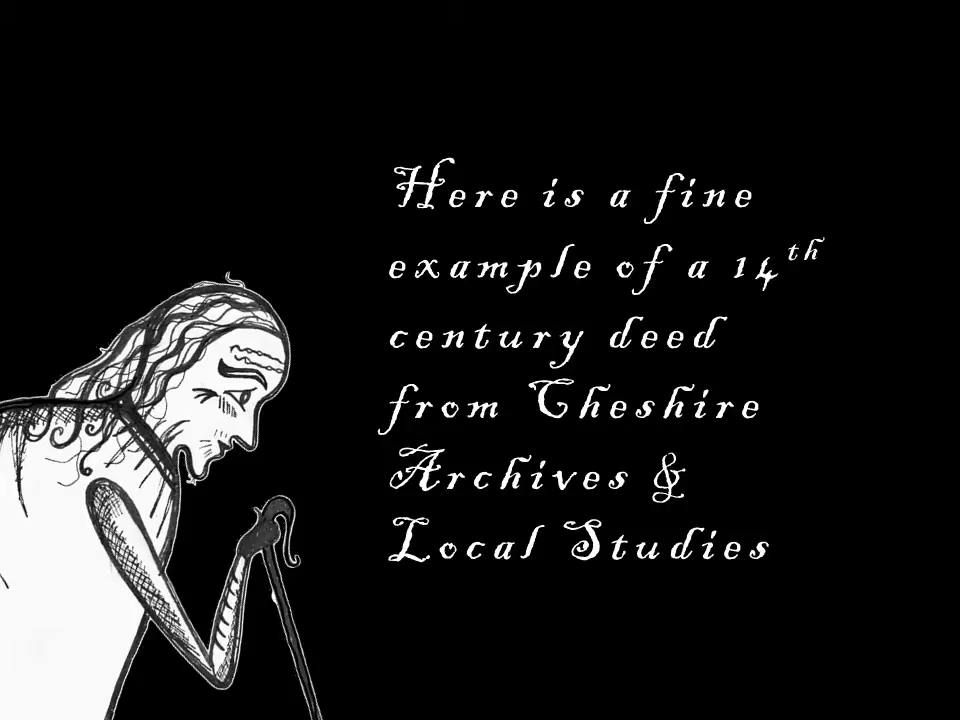 Here is a fine
example of a 14th
century deed
from Cheshire
Archives &
Local Studies